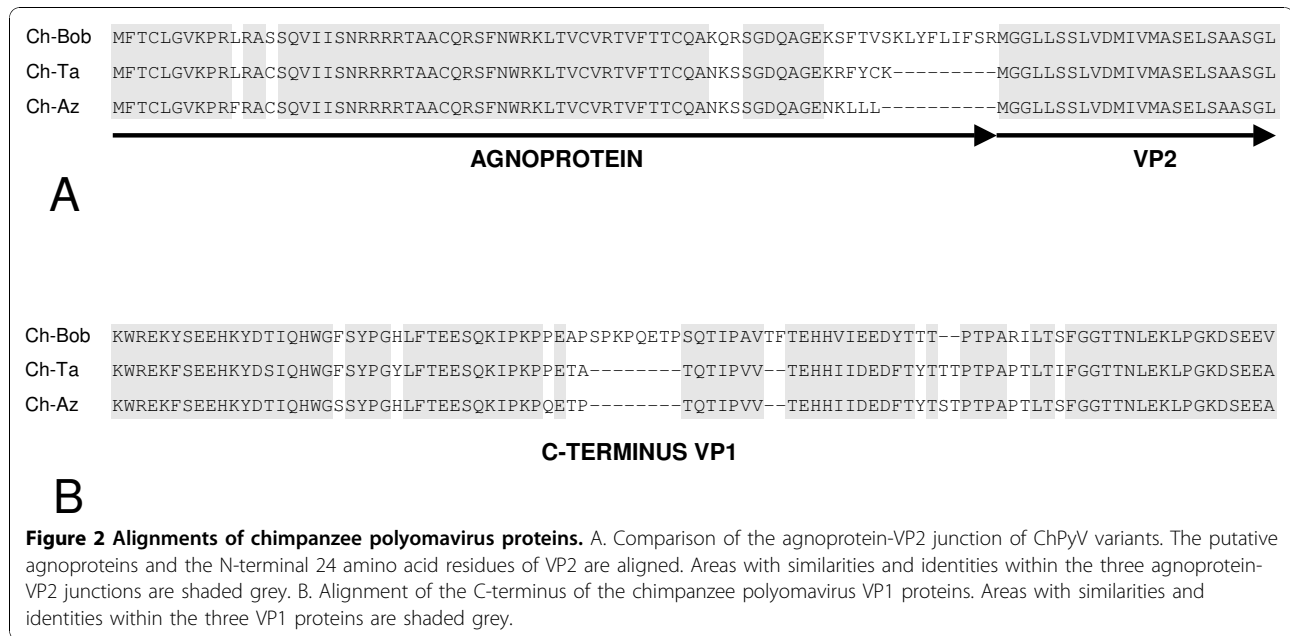 Ch-Bob MFTCLGVKPRLRASSQVIISNRRRRTAACQRSFNWRKLTVCVRTVFTTCQAKQRSGDQAGEKSFTVSKLYFLIFSRMGGLLSSLVDMIVMASELSAASGL
Ch-Ta MFTCLGVKPRLRACSQVIISNRRRRTAACQRSFNWRKLTVCVRTVFTTCQANKSSGDQAGEKRFYCK---------MGGLLSSLVDMIVMASELSAASGL
Ch-Az MFTCLGVKPRFRACSQVIISNRRRRTAACQRSFNWRKLTVCVRTVFTTCQANKSSGDQAGENKLLL----------MGGLLSSLVDMIVMASELSAASGL
AGNOPROTEIN VP2
A
Ch-Bob KWREKYSEEHKYDTIQHWGFSYPGHLFTEESQKIPKPPEAPSPKPQETPSQTIPAVTFTEHHVIEEDYTTT--PTPARILTSFGGTTNLEKLPGKDSEEV
Ch-Ta KWREKFSEEHKYDSIQHWGFSYPGYLFTEESQKIPKPPETA--------TQTIPVV--TEHHIIDEDFTYTTTPTPAPTLTIFGGTTNLEKLPGKDSEEA
Ch-Az KWREKFSEEHKYDTIQHWGSSYPGHLFTEESQKIPKPQETP--------TQTIPVV--TEHHIIDEDFTYTSTPTPAPTLTSFGGTTNLEKLPGKDSEEA
C-TERMINUS VP1
B
Figure 2 Alignments of chimpanzee polyomavirus proteins. A. Comparison of the agnoprotein-VP2 junction of ChPyV variants. The putative
agnoproteins and the N-terminal 24 amino acid residues of VP2 are aligned. Areas with similarities and identities within the three agnoprotein-
VP2 junctions are shaded grey. B. Alignment of the C-terminus of the chimpanzee polyomavirus VP1 proteins. Areas with similarities and
identities within the three VP1 proteins are shaded grey.